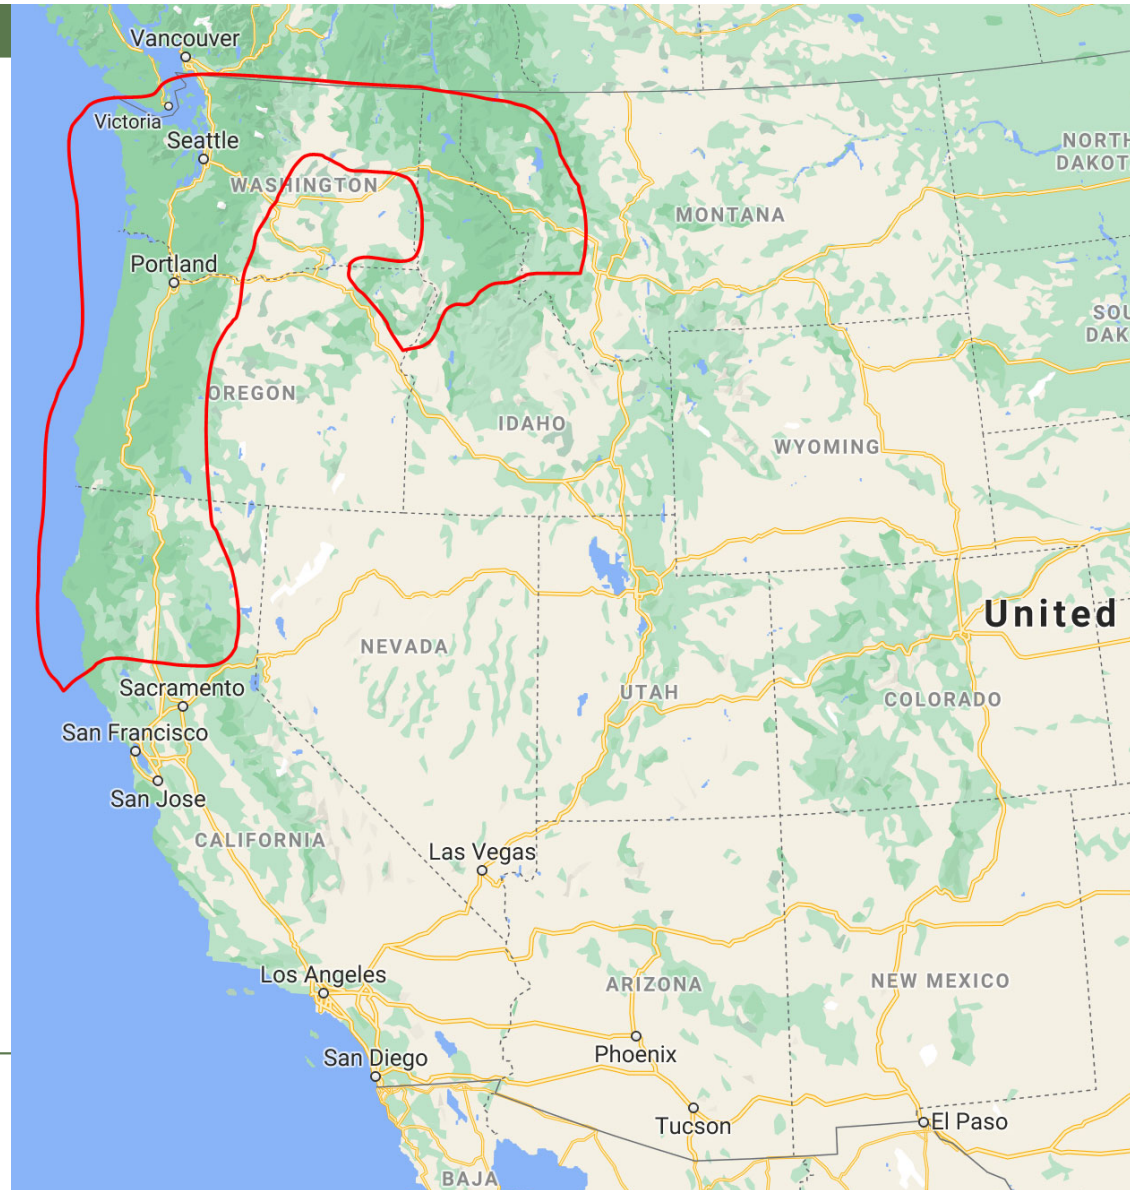 Vancouver
Victoria
Seattle
WASHINGTON
NORTH
DAKOT
MONTANA
Portland
SOU
DAK
OREGON
IDAHO
WYOMING
United
NEVADA
UTAH
COLORADO
Sacramento
San Francisco
San Jose
CALIFORNIA
Las Vegas
Los Angeles
ARIZONA
NEW MEXICO
Phoenix
San Diego
Tucson
El Paso
BAJA